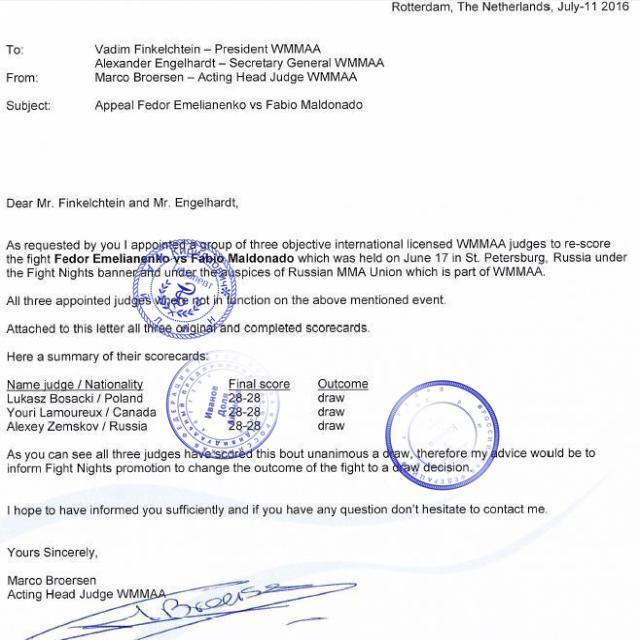 Rotterdam, The Netherlands, July-11 2016
To: Vadim Finkelchtein – President WMMAA
Alexander Engelhardt – Secretary General WMMAA
From: Marco Broersen – Acting Head Judge WMMAA
Subject: Appeal Fedor Emelianenko vs Fabio Maldonado
Dear Mr. Finkelchtein and Mr. Engelhardt,
As requested by you I appointed a group of three objective international licensed WMMAA judges to re-score
the fight Fedor Emelianenko vs Fabio Maldonado which was held on June 17 in St. Petersburg, Russia under
the Fight Nights banner and under the auspices of Russian MMA Union which is part of WMMAA.
All three appointed judges where not in function on the above mentioned event.
Attached to this letter all three original and completed scorecards.
Here a summary of their scorecards:
Name judge / Nationality Final score Outcome
Lukasz Bosacki / Poland 28-28 draw
Youri Lamoureux / Canada 28-28 draw
Alexey Zemskov / Russia 28-28 draw
As you can see all three judges have scored this bout unanimous a draw, therefore my advice would be to
inform Fight Nights promotion to change the outcome of the fight to a draw decision.
I hope to have informed you sufficiently and if you have any question don't hesitate to contact me.
Yours Sincerely,
Marco Broersen
Acting Head Judge WMMAA
Broersen
Иванов